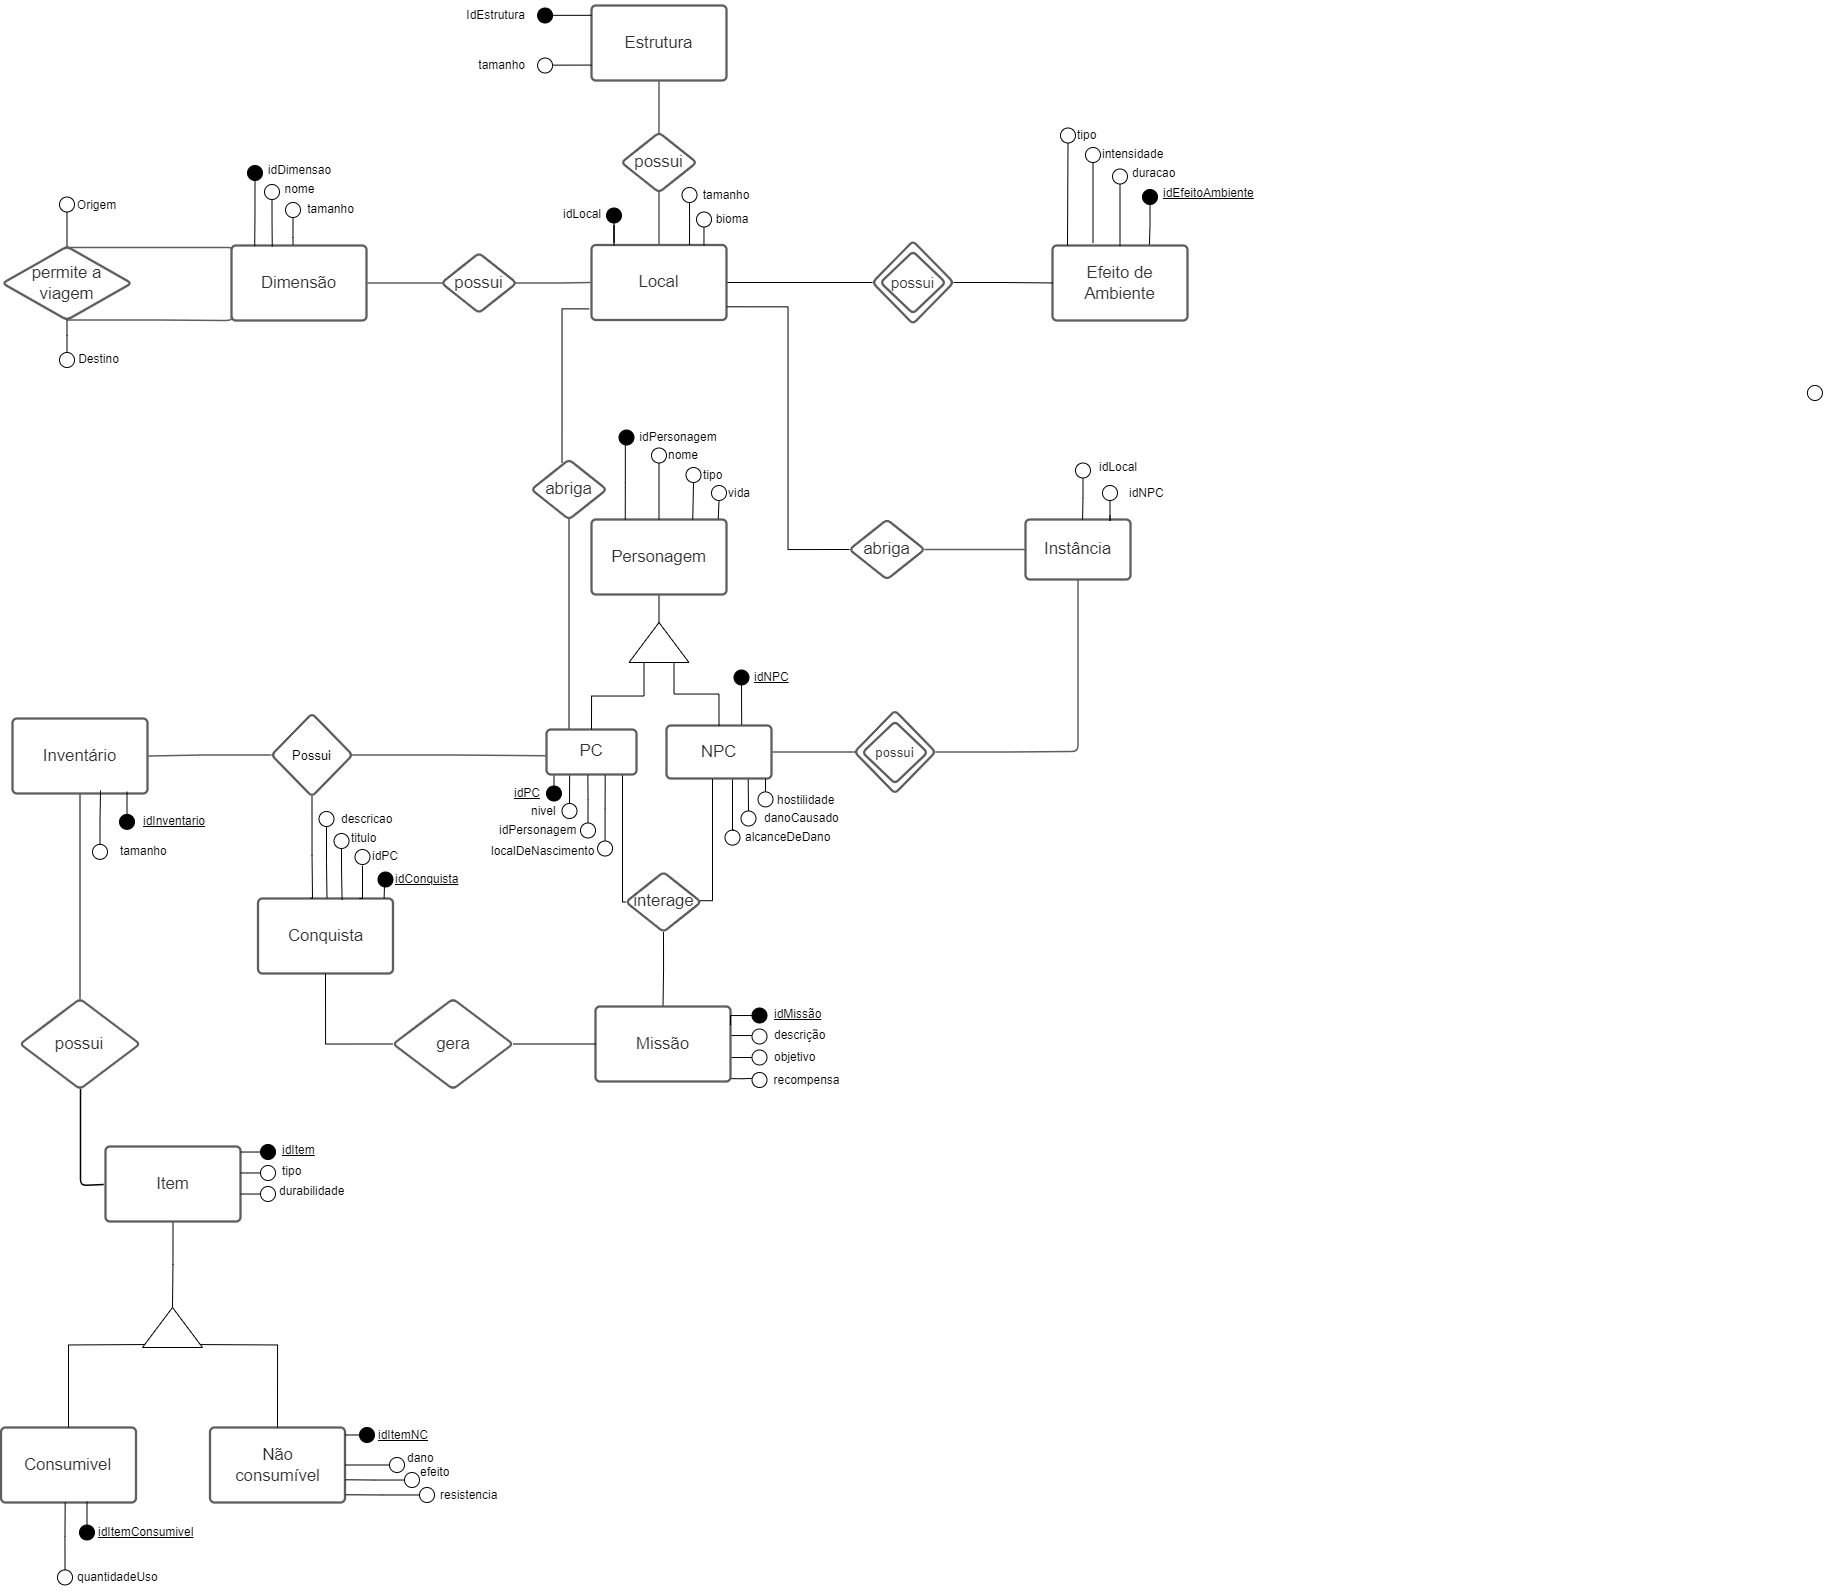 IdEstrutura
Estrutura
tamanho
possui
tipo
intensidade
duracao
idEfeitoAmbiente
idDimensao
nome
tamanho
Origem
tamanho
idLocal
bioma
permite a
viagem
Dimensão
possui
Local
possui
Efeito de
Ambiente
Destino
idPersonagem
nome
tipo
vida
idLocal
idNPC
abriga
Personagem
abriga
Instância
idNPC
Inventário
Possui
PC
NPC
possui
idPC
nivel
idPersonagem
localDeNascimento
hostilidade
danoCausado
alcanceDeDano
idInventario
tamanho
descricao
titulo
idPC
idConquista
interage
Conquista
possui
gera
Missão
idMissão
descrição
objetivo
recompensa
Item
idItem
tipo
durabilidade
Consumivel
Não
consumível
idItemNC
dano
efeito
resistencia
idItemConsumivel
quantidadeUso